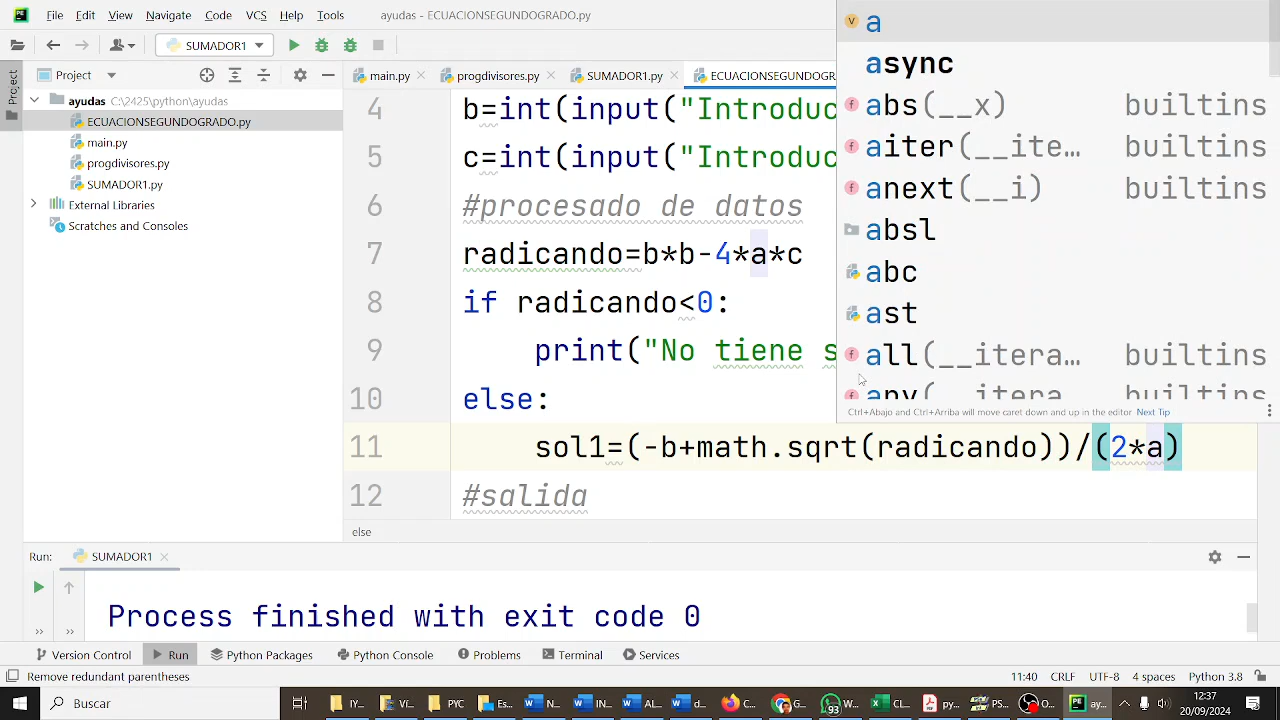 File Edit View Navigate Code VCS Help Tools ayudas - ECUACIONSEGUNDOGRADO.py
SUMADOR1
Project
ayudas C:\2425\python\ayudas
main.py
progdivisores.py
SUMADOR1.py
External Libraries
Scratches and Consoles
Project
main.py progdivisores.py SUMADOR1.py ECUACIONSEGUNDOGRA
4 b=int(input("Introduc
5 c=int(input("Introduc
6 #procesado de datos
7 radicando=b*b-4*a*c
8 if radicando<0:
9 print("No tiene s
10 else:
11 sol1=(-b+math.sqrt(radicando))/(2*a)
12 #salida
else
a
async
abs(__x) builtins
aiter(__ite… builtins
anext(__i) builtins
absl
abc
ast
all(__itera… builtins
any(__itera builtins
Ctrl+Abajo and Ctrl+Arriba will move caret down and up in the editor Next Tip
Run: SUMADOR1
Process finished with exit code 0
Version Control Run Python Packages Python Console Problems Terminal Services
Remove redundant parentheses 11:40 CRLF UTF-8 4 spaces Python 3.8
Buscar
93
12:37
20/09/2024